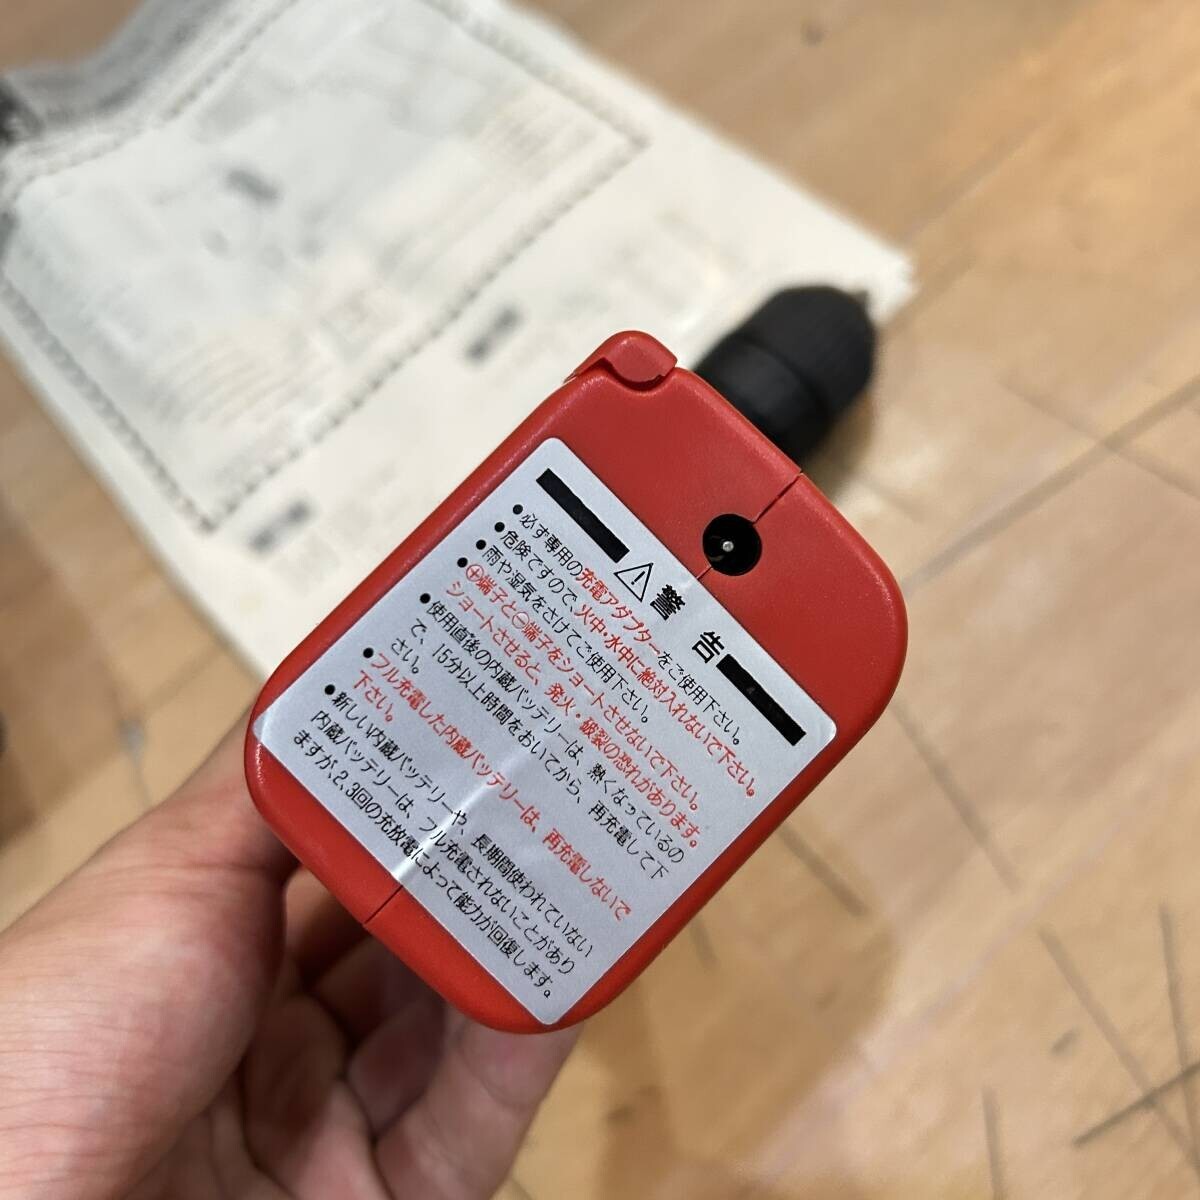 警告
●必ず専用の充電アダプターをご使用下さい。
●危険ですので、火中・水中に絶対入れないで下さい。
●雨や湿気をさけてご使用下さい。
●⊕端子と⊖端子をショートさせないで下さい。
ショートさせると、発火・破裂の恐れがあります。
●使用直後の内蔵バッテリーは、熱くなっているの
で、15分以上時間をおいてから、再充電して下
さい。
●フル充電した内蔵バッテリーは、再充電しないで
下さい。
●新しい内蔵バッテリーや、長期間使われていない
内蔵バッテリーは、フル充電されないことがあり
ますが、2、3回の充放電によって能力が回復します。